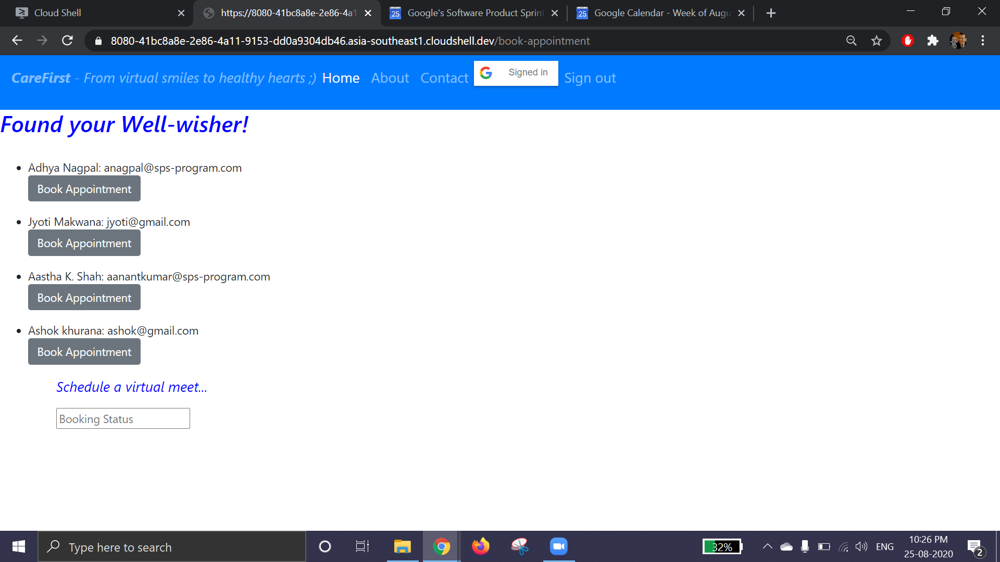 Cloud Shell
https://8080-41bc8a8e-2e86-4a1
Google's Software Product Sprint
Google Calendar - Week of Augu
8080-41bc8a8e-2e86-4a11-9153-dd0a9304db46.asia-southeast1.cloudshell.dev/book-appointment
CareFirst - From virtual smiles to healthy hearts ;) Home About Contact Signed in Sign out
Found your Well-wisher!
• Adhya Nagpal: anagpal@sps-program.com
Book Appointment
• Jyoti Makwana: jyoti@gmail.com
Book Appointment
• Aastha K. Shah: aanantkumar@sps-program.com
Book Appointment
• Ashok khurana: ashok@gmail.com
Book Appointment
Schedule a virtual meet...
Booking Status
Type here to search
32%
ENG
10:26 PM
25-08-2020
2